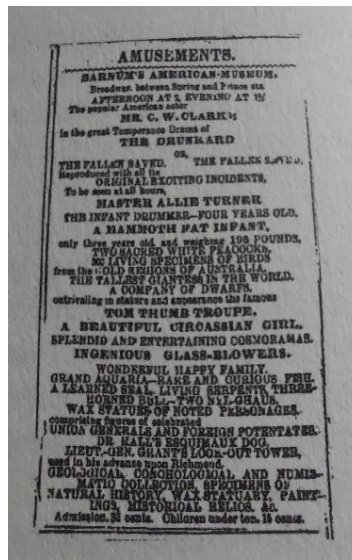 AMUSEMENTS.
BARNUM'S AMERICAN MUSEUM,
Broadway, between Spring and Prince sts.
AFTERNOON AT 2, EVENING AT
The popular American actor
MR. C. W. CLARKE
in the great Temperance Drama of
THE DRUNKARD
OR,
THE FALLEN SAVED. THE FALLEN SAVED.
Reproduced with all its
ORIGINAL EXCITING INCIDENTS,
To be seen at all hours,
MASTER ALLIE TURNER
THE INFANT DRUMMER—FOUR YEARS OLD.
A MAMMOTH FAT INFANT,
only three years old and weighing 196 POUNDS,
TWO SACRED WHITE PEACOCKS,
LIVING SPECIMENS OF BIRDS
from the GOLD REGIONS OF AUSTRALIA.
THE TALLEST GIANTESS IN THE WORLD.
A COMPANY OF DWARFS,
outrivaling in stature and appearance the famous
TOM THUMB TROUPE.
A BEAUTIFUL CIRCASSIAN GIRL.
SPLENDID AND ENTERTAINING COSMORAMAS.
INGENIOUS GLASS-BLOWERS.
WONDERFUL HAPPY FAMILY.
GRAND AQUARIA—RARE AND CURIOUS FISH.
A LEARNED SEAL, LIVING SERPENTS, THREE-
HORNED BULL—TWO NYLGHAUS.
WAX STATUES OF NOTED PERSONAGES,
comprising figures of celebrated
UNION GENERALS AND FOREIGN POTENTATES.
DR. HALL'S ESQUIMAUX DOG.
LIEUT.-GEN. GRANT'S LOOK-OUT TOWER,
used in his advance upon Richmond.
GEOLOGICAL, CONCHOLOGICAL AND NUMIS-
MATIC COLLECTION, SPECIMENS OF
NATURAL HISTORY, WAX STATUARY, PAINT-
INGS, HISTORICAL RELICS, &c.
Admission, 30 cents. Children under ten, 15 cents.